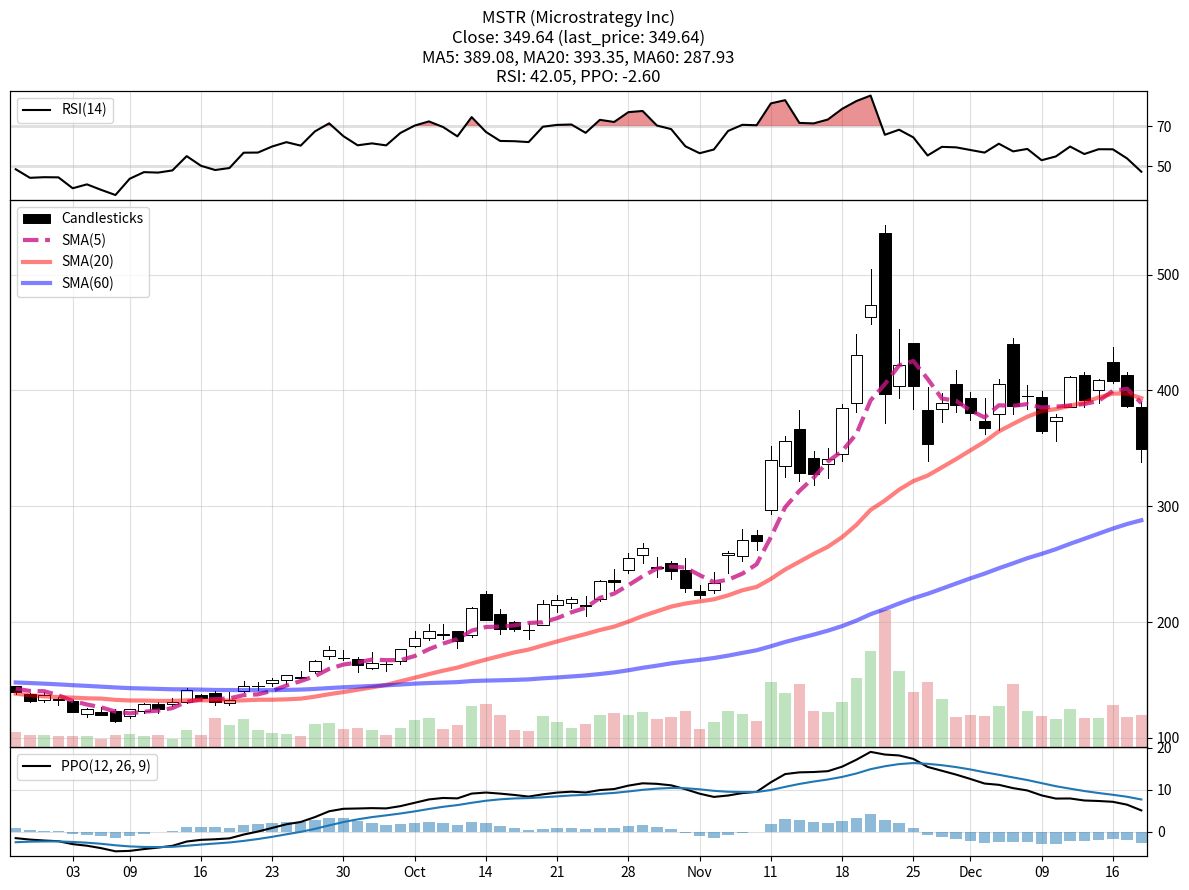 MSTR (Microstrategy Inc)
Close: 349.64 (last_price: 349.64)
MA5: 389.08, MA20: 393.35, MA60: 287.93
RSI: 42.05, PPO: -2.60
RSI(14)
70
50
Candlesticks
SMA(5)
SMA(20)
SMA(60)
500
400
300
200
100
PPO(12, 26, 9)
20
10
0
03 09 16 23 30 Oct 14 21 28 Nov 11 18 25 Dec 09 16